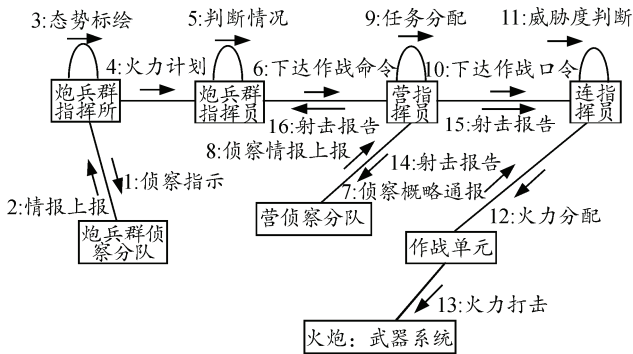 3:态势标绘
5:判断情况
9:任务分配
11:威胁度判断
4:火力计划
6:下达作战命令
10:下达作战口令
炮兵群
指挥所
炮兵群
指挥员
营指
挥员
连指
挥员
16:射击报告
15:射击报告
8:侦察情报上报
14:射击报告
1:侦察指示
7:侦察概略通报
2:情报上报
12:火力分配
炮兵群侦
察分队
营侦察分队
作战单元
13:火力打击
火炮：武器系统